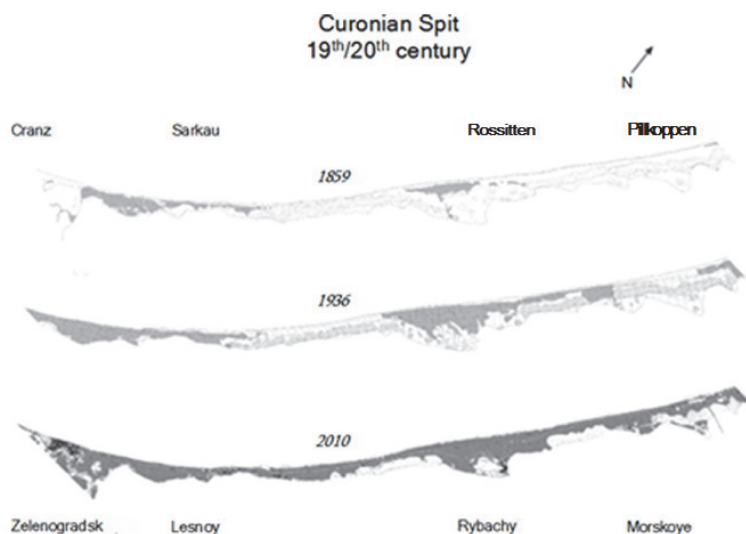 Curonian Spit
19th/20th century
N
Cranz Sarkau Rossitten Pillkoppen
1859
1936
2010
Zelenogradsk Lesnoy Rybachy Morskoye